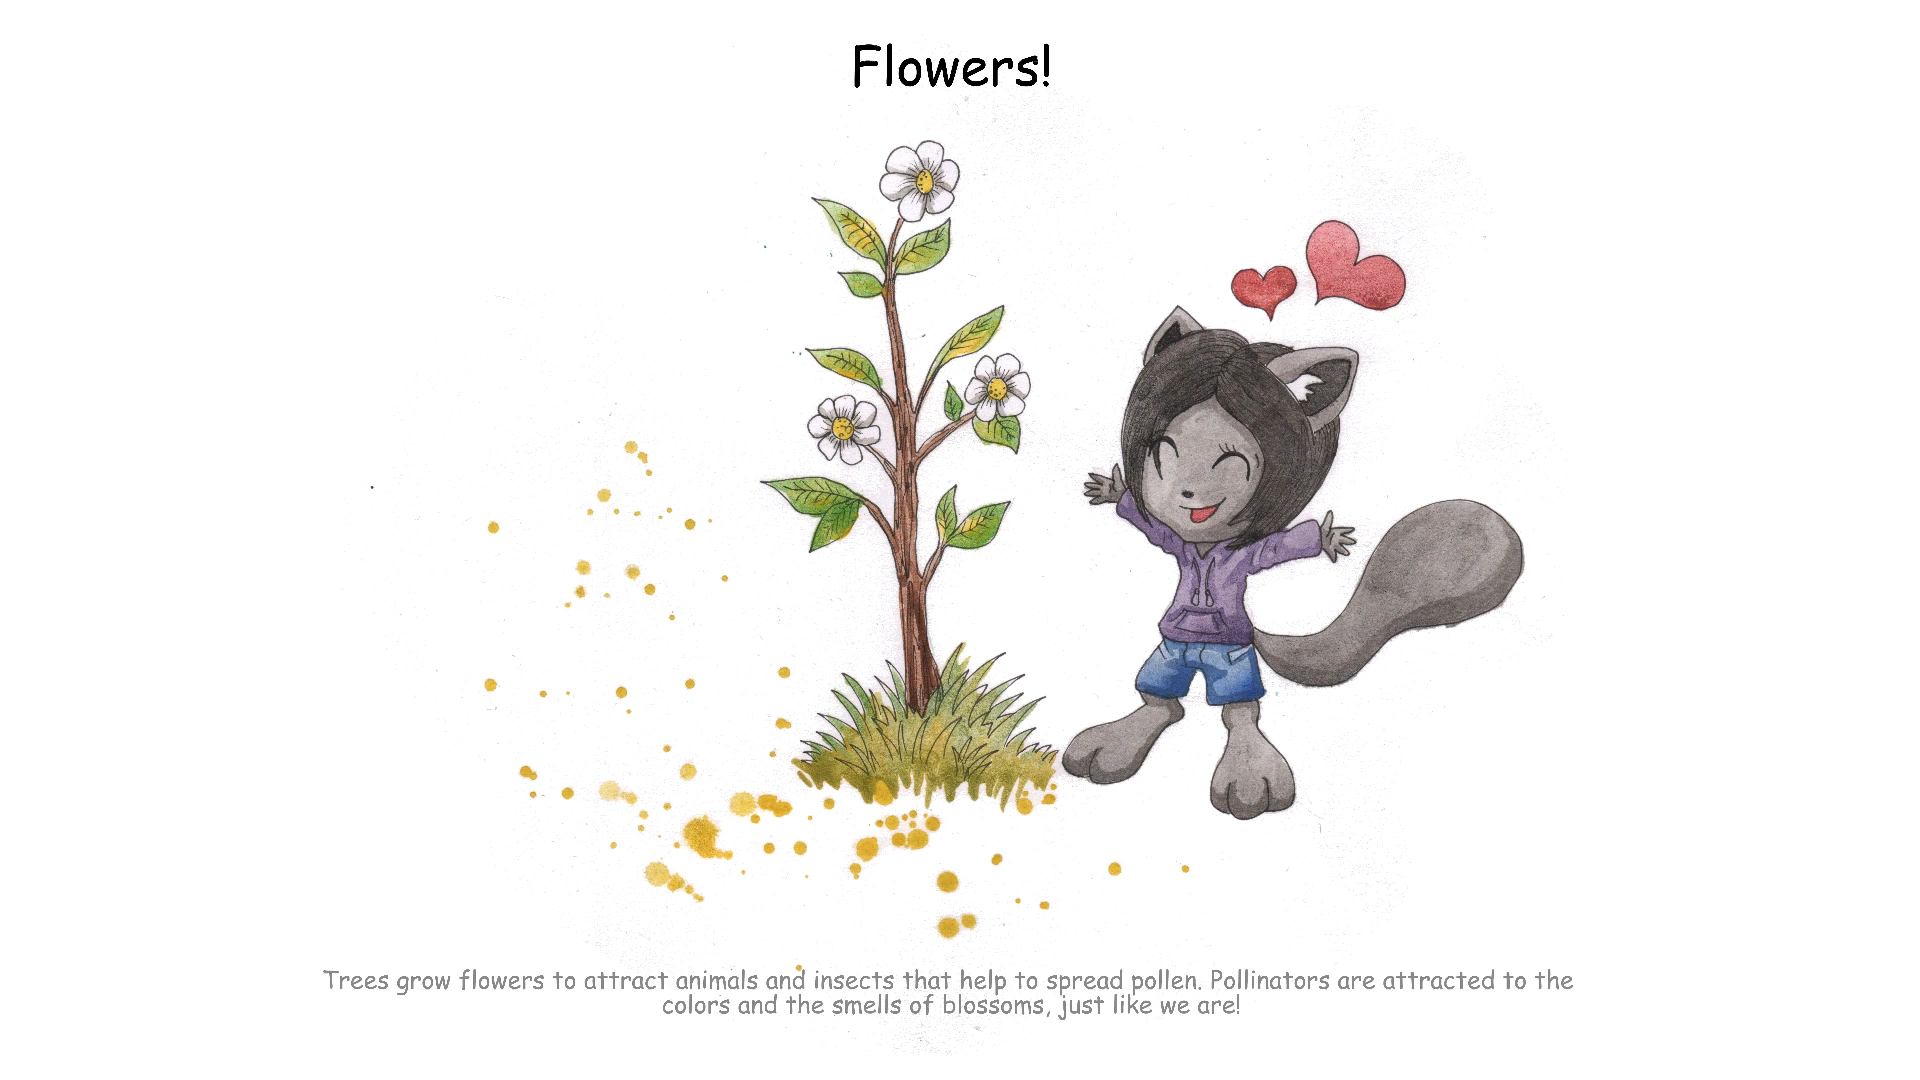 Flowers!
Trees grow flowers to attract animals and insects that help to spread pollen. Pollinators are attracted to the
colors and the smells of blossoms, just like we are!